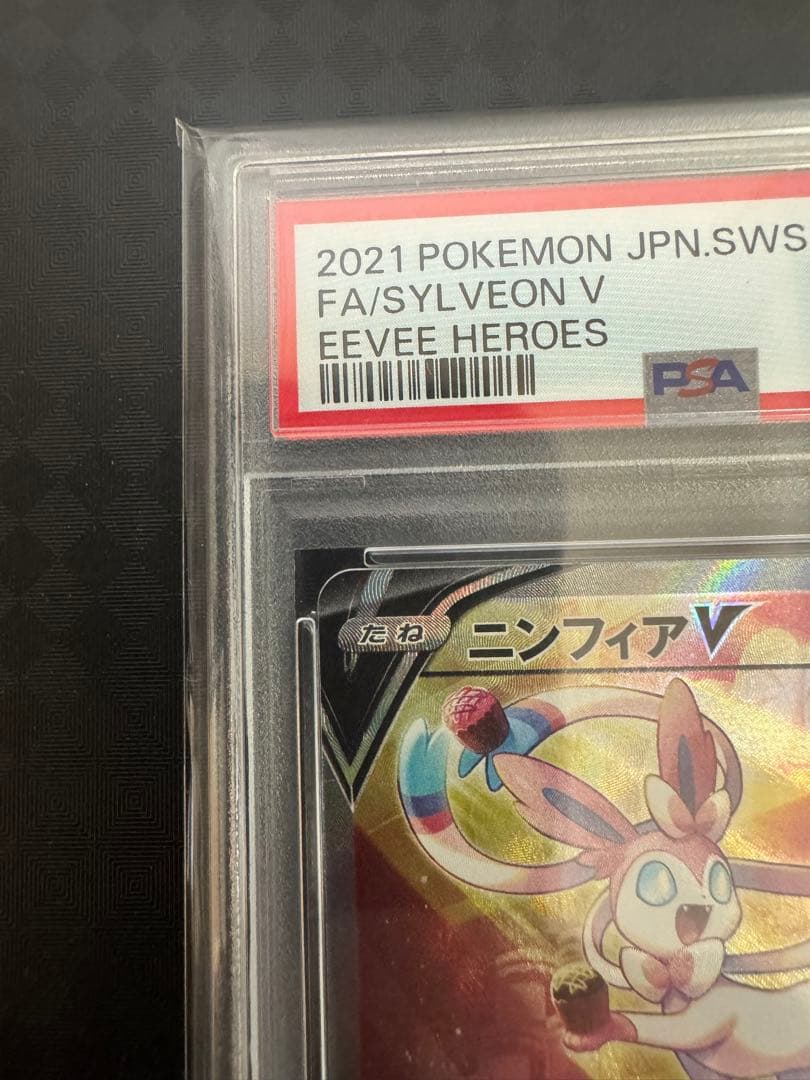 2021 POKEMON JPN.SWS
FA/SYLVEON V
EEVEE HEROES
PSA
たね ニンフィアV